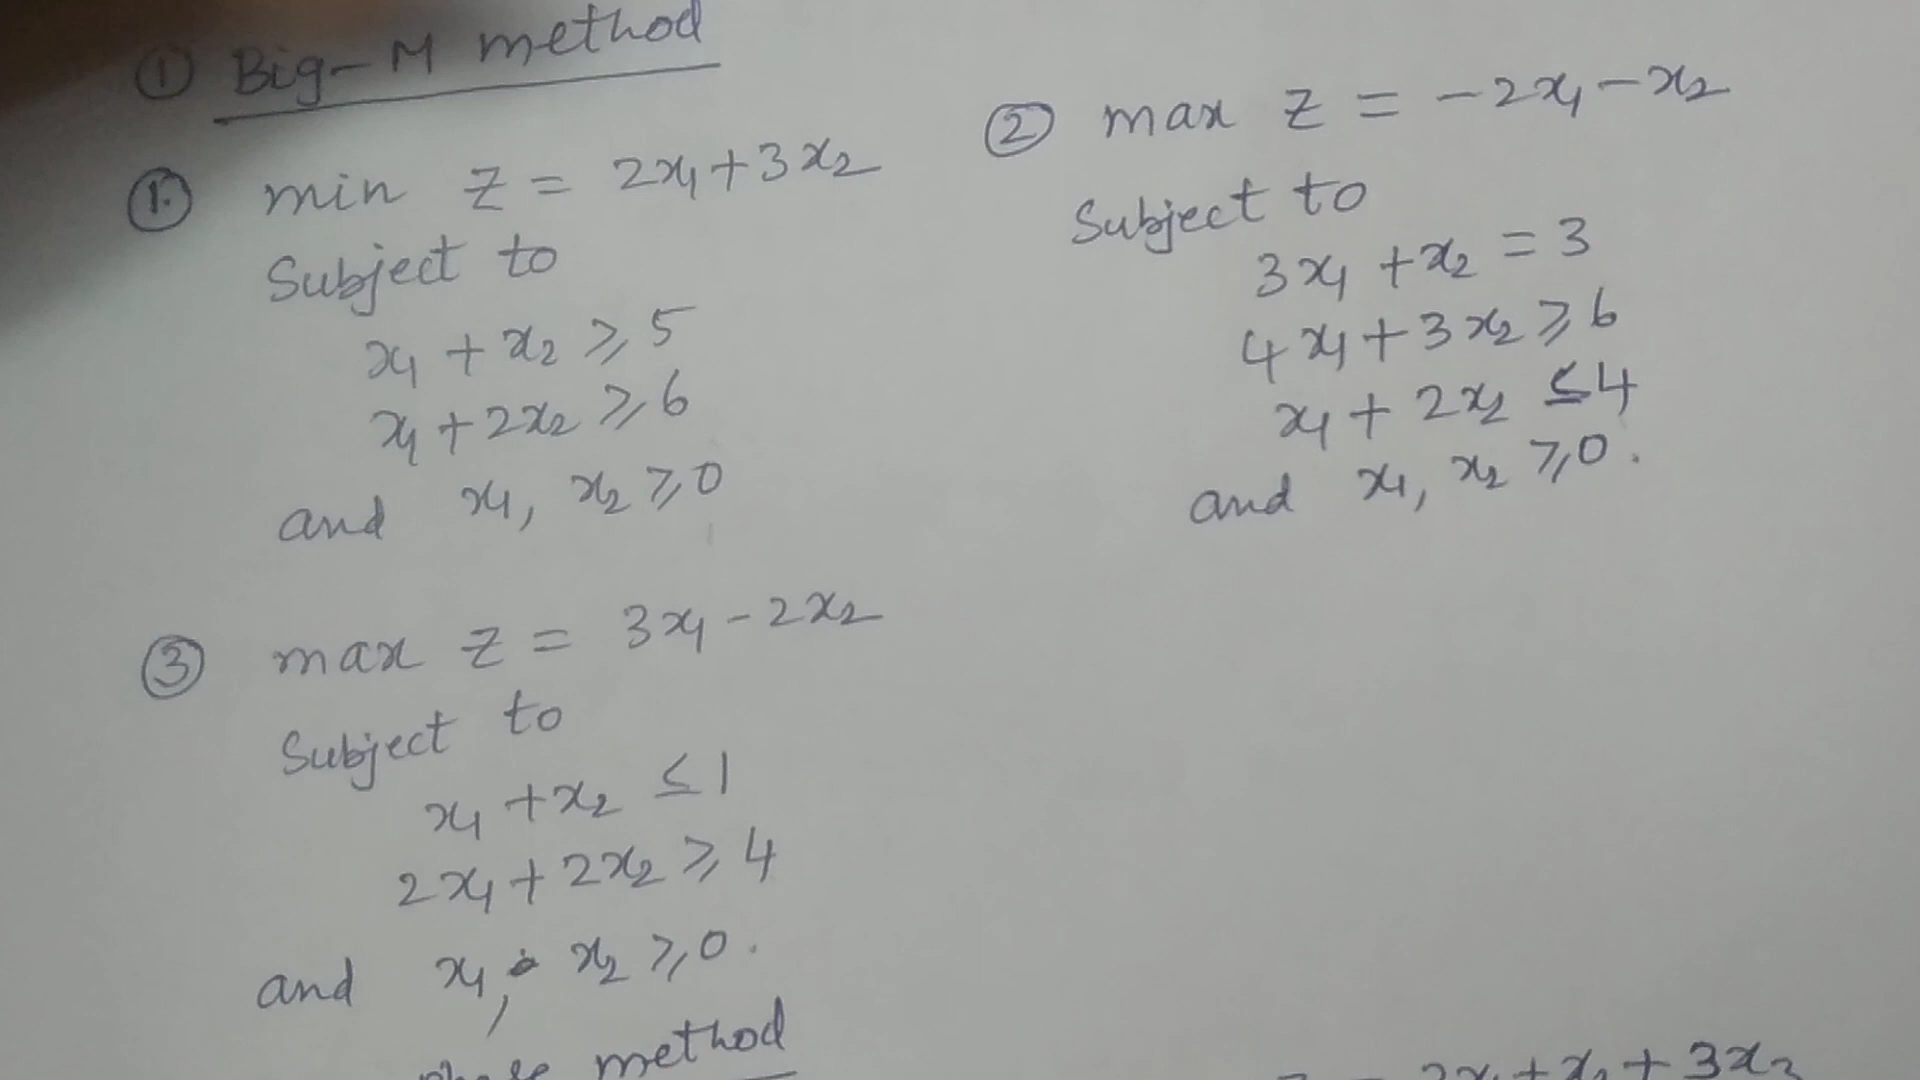 ① Big-M method
①. min z = 2x₁+3x₂
Subject to
x₁ + x₂ ≥ 5
x₁ + 2x₂ ≥ 6
and x₁, x₂ ≥ 0
② max z = -2x₁-x₂
Subject to
3x₁ + x₂ = 3
4x₁ + 3x₂ ≥ 6
x₁ + 2x₂ ≤ 4
and x₁, x₂ ≥ 0.
③ max z = 3x₁ - 2x₂
Subject to
x₁ + x₂ ≤ 1
2x₁ + 2x₂ ≥ 4
and x₁, x₂ ≥ 0.
method